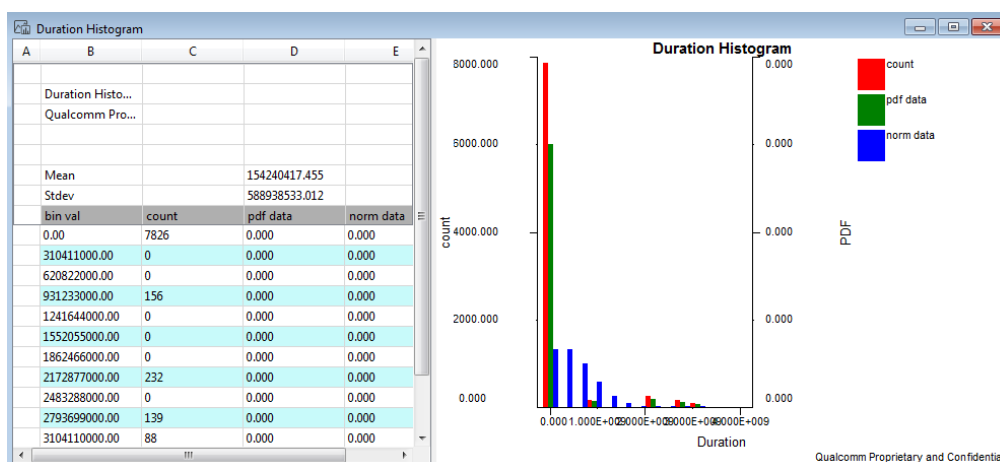 Duration Histogram
A B C D E
Duration Histo...
Qualcomm Pro...
Mean 154240417.455
Stdev 588938533.012
bin val count pdf data norm data
0.00 7826 0.000 0.000
310411000.00 0 0.000 0.000
620822000.00 0 0.000 0.000
931233000.00 156 0.000 0.000
1241644000.00 0 0.000 0.000
1552055000.00 0 0.000 0.000
1862466000.00 0 0.000 0.000
2172877000.00 232 0.000 0.000
2483288000.00 0 0.000 0.000
2793699000.00 139 0.000 0.000
3104110000.00 88 0.000 0.000
Duration Histogram
8000.000 0.000
6000.000 0.000
4000.000 0.000
2000.000 0.000
0.000 0.000
count
PDF
0.000 1.000E+009
Duration
count
pdf data
norm data
Qualcomm Proprietary and Confidentia